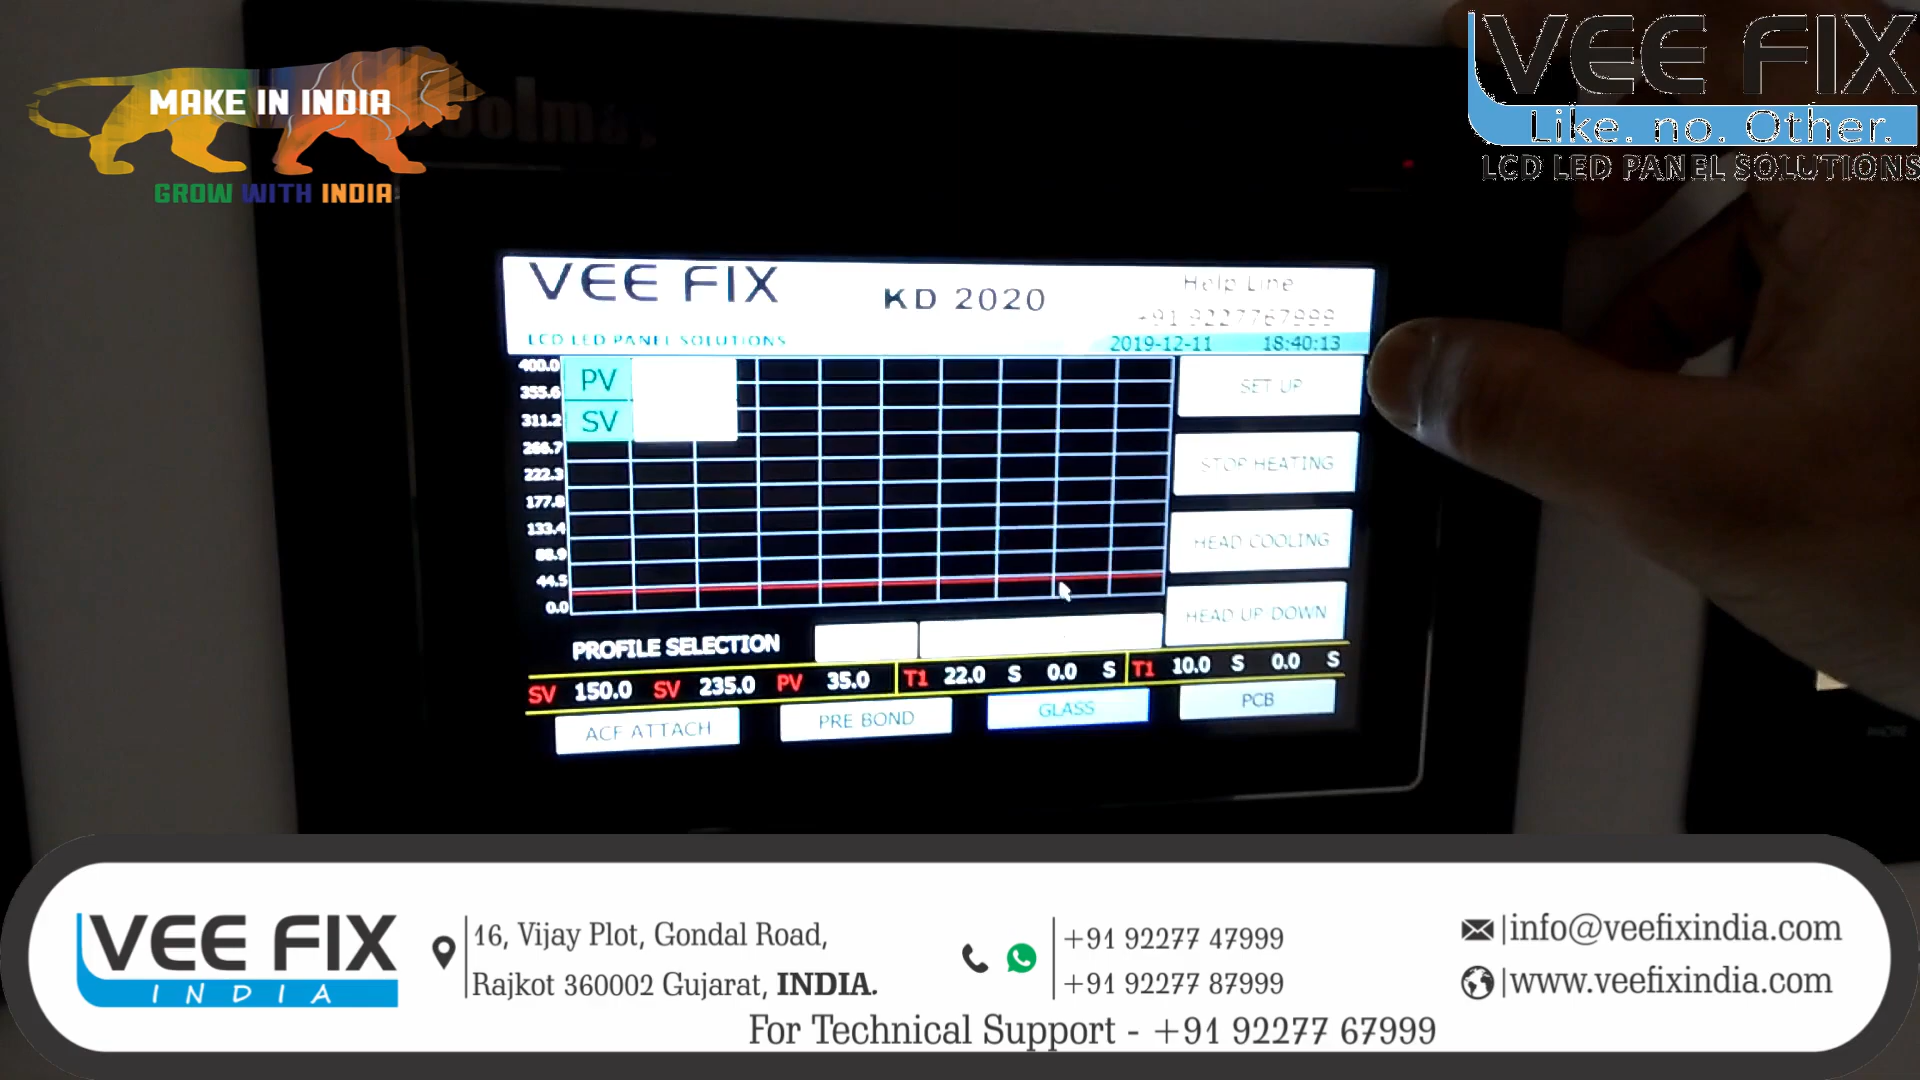 MAKE IN INDIA
GROW WITH INDIA
VEE FIX
Like. no. Other.
LCD LED PANEL SOLUTIONS
VEE FIX
LCD LED PANEL SOLUTIONS
KD 2020
Help Line
+91 9227767999
2019-12-11 18:40:13
400.0
355.6
311.2
266.7
222.3
177.8
133.4
88.9
44.5
0.0
PV
SV
SET UP
STOP HEATING
HEAD COOLING
HEAD UP DOWN
PROFILE SELECTION
SV 150.0 SV 235.0 PV 35.0 T1 22.0 S 0.0 S T1 10.0 S 0.0 S
ACF ATTACH PRE BOND GLASS PCB
VEE FIX
INDIA
16, Vijay Plot, Gondal Road,
Rajkot 360002 Gujarat, INDIA.
+91 92277 47999
+91 92277 87999
info@veefixindia.com
www.veefixindia.com
For Technical Support - +91 92277 67999